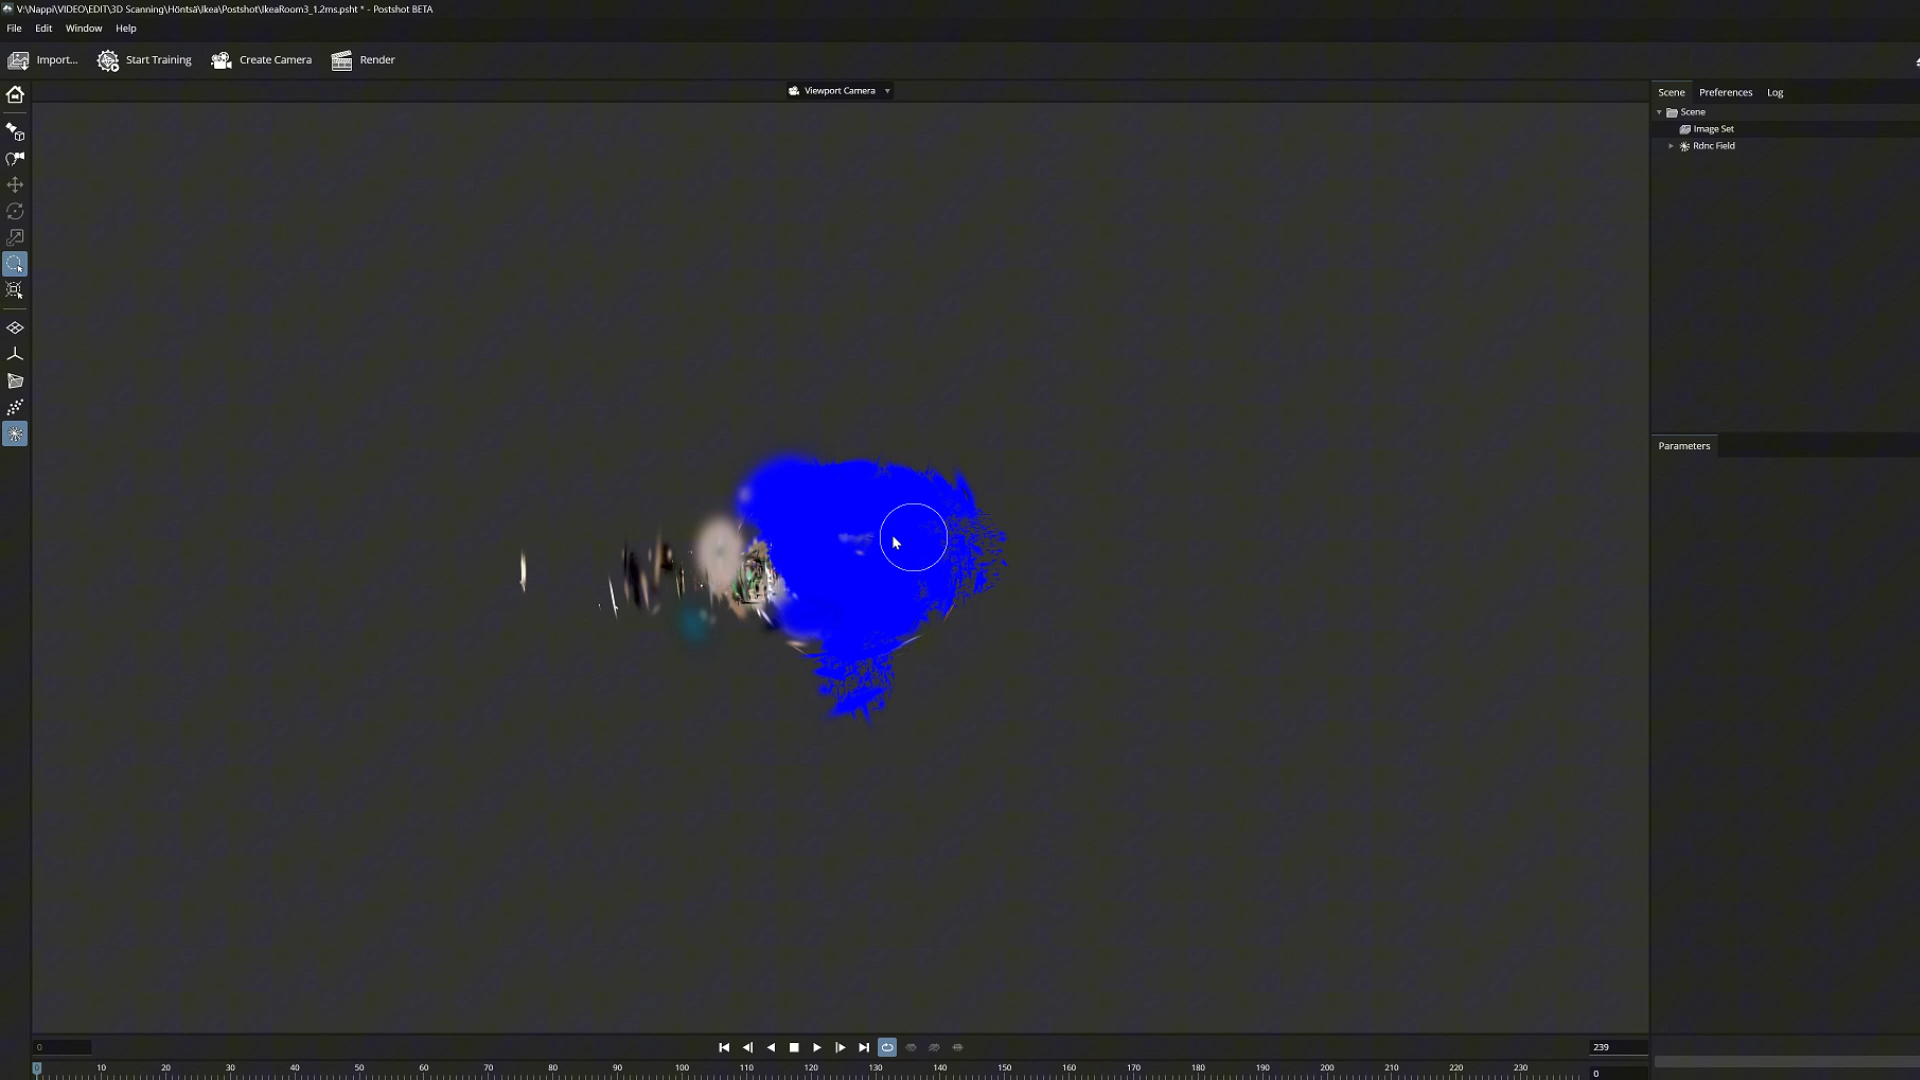 V:\Nappi\VIDEO\EDIT\3D Scanning\Höntsä\Ikea\Postshot\IkeaRoom3_1.2ms.psht * - Postshot BETA
File Edit Window Help
Import... Start Training Create Camera Render
Viewport Camera
Scene Preferences Log
Scene
Image Set
Rdnc Field
Parameters
0
239
0 10 20 30 40 50 60 70 80 90 100 110 120 130 140 150 160 170 180 190 200 210 220 230
0